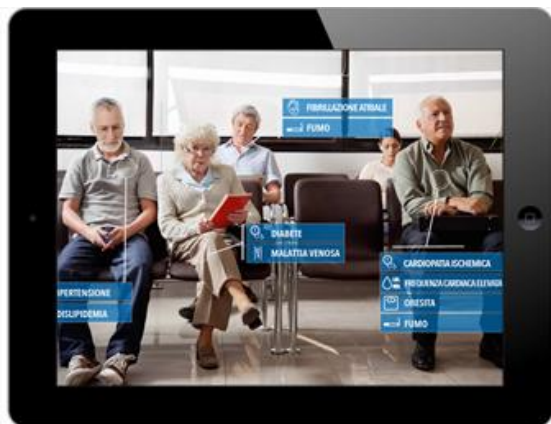 FIBRILLAZIONE ATRIALE
FUMO
DIABETE
MALATTIA VENOSA
CARDIOPATIA ISCHEMICA
FREQUENZA CARDIACA ELEVATA
OBESITÀ
FUMO
IPERTENSIONE
DISLIPIDEMIA